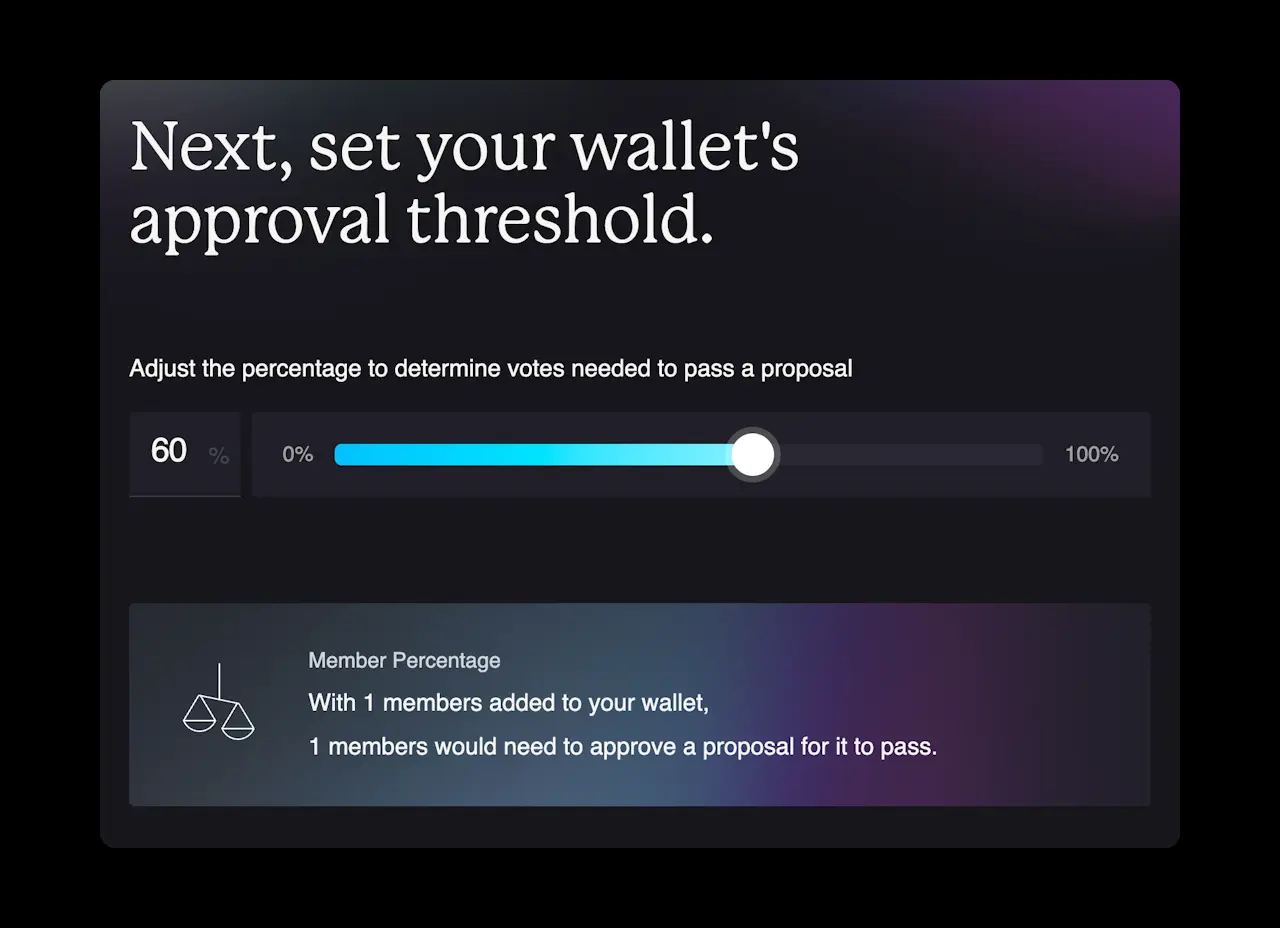 Next, set your wallet's
approval threshold.
Adjust the percentage to determine votes needed to pass a proposal
60 %
0%
100%
Member Percentage
With 1 members added to your wallet,
1 members would need to approve a proposal for it to pass.